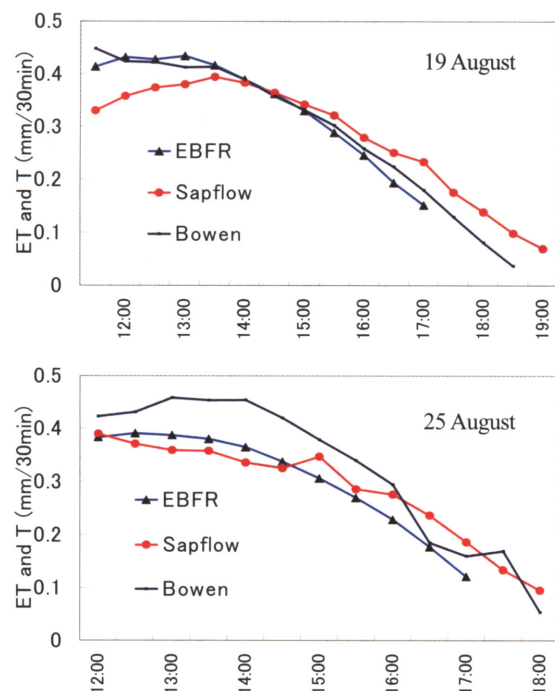 0.5
0.4
0.3
0.2
0.1
0
ET and T (mm/30min)
19 August
EBFR
Sapflow
Bowen
12:00
13:00
14:00
15:00
16:00
17:00
18:00
19:00
0.5
0.4
0.3
0.2
0.1
0
ET and T (mm/30min)
25 August
EBFR
Sapflow
Bowen
12:00
13:00
14:00
15:00
16:00
17:00
18:00